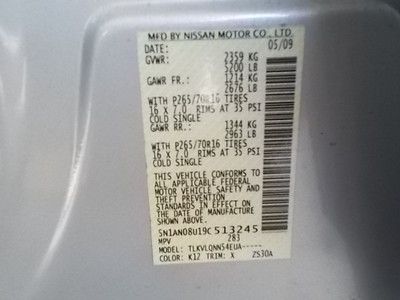 MFD BY NISSAN MOTOR CO., LTD.
DATE: 05/09
GVWR: 2359 KG
5200 LB
GAWR FR.: 1214 KG
2676 LB
WITH P265/70R16 TIRES
16 x 7.0 RIMS AT 35 PSI
COLD SINGLE
GAWR RR.: 1344 KG
2963 LB
WITH P265/70R16 TIRES
16 x 7.0 RIMS AT 35 PSI
COLD SINGLE
THIS VEHICLE CONFORMS TO
ALL APPLICABLE FEDERAL
MOTOR VEHICLE SAFETY AND
THEFT PREVENTION
STANDARDS IN EFFECT ON
THE DATE OF MANUFACTURE
SHOWN ABOVE.
5N1AN08U19C513245
MPV 283
MODEL: TLKVLQNN54EUA-----
COLOR: K12 TRIM: X ZS30A